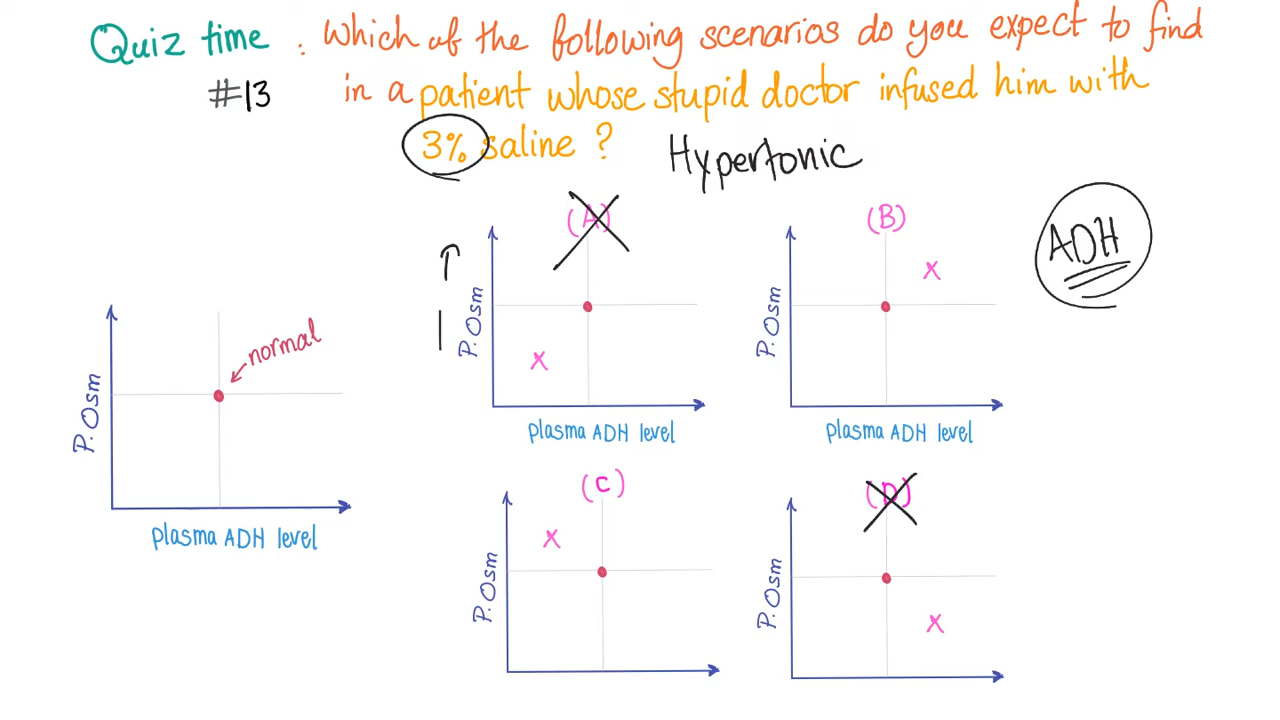 Quiz time : Which of the following scenarios do you expect to find
#13 in a patient whose stupid doctor infused him with
3% saline ? Hypertonic
(A)
(B)
ADH
↑
P. Osm
normal
P. Osm
P. Osm
plasma ADH level
plasma ADH level
plasma ADH level
(C)
(D)
X
X
X
X
P. Osm
P. Osm